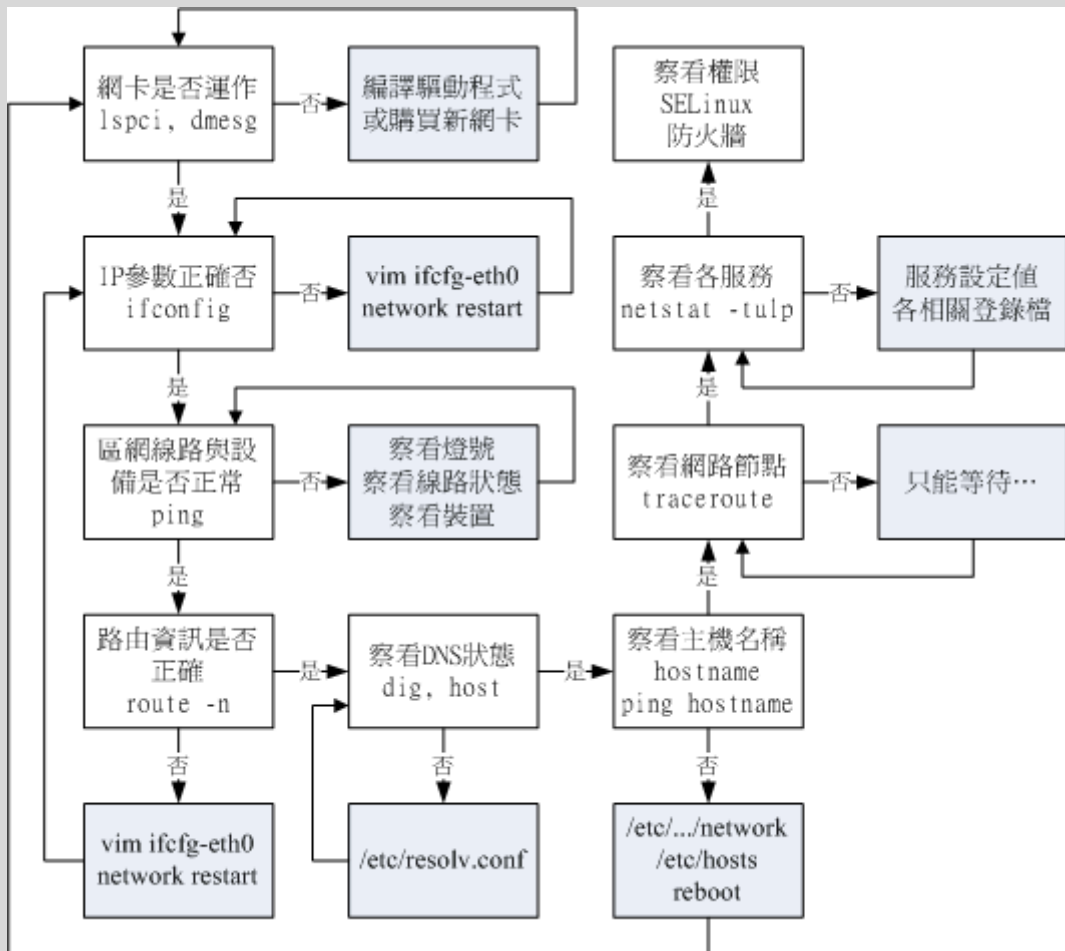 網卡是否運作
lspci, dmesg
否
編譯驅動程式
或購買新網卡
是
IP參數正確否
ifconfig
否
vim ifcfg-eth0
network restart
是
區網線路與設
備是否正常
ping
否
察看燈號
察看線路狀態
察看裝置
是
路由資訊是否
正確
route -n
否
vim ifcfg-eth0
network restart
是
察看DNS狀態
dig, host
否
/etc/resolv.conf
是
察看主機名稱
hostname
ping hostname
否
/etc/.../network
/etc/hosts
reboot
是
察看網路節點
traceroute
否
只能等待…
是
察看各服務
netstat -tulp
否
服務設定值
各相關登錄檔
是
察看權限
SELinux
防火牆